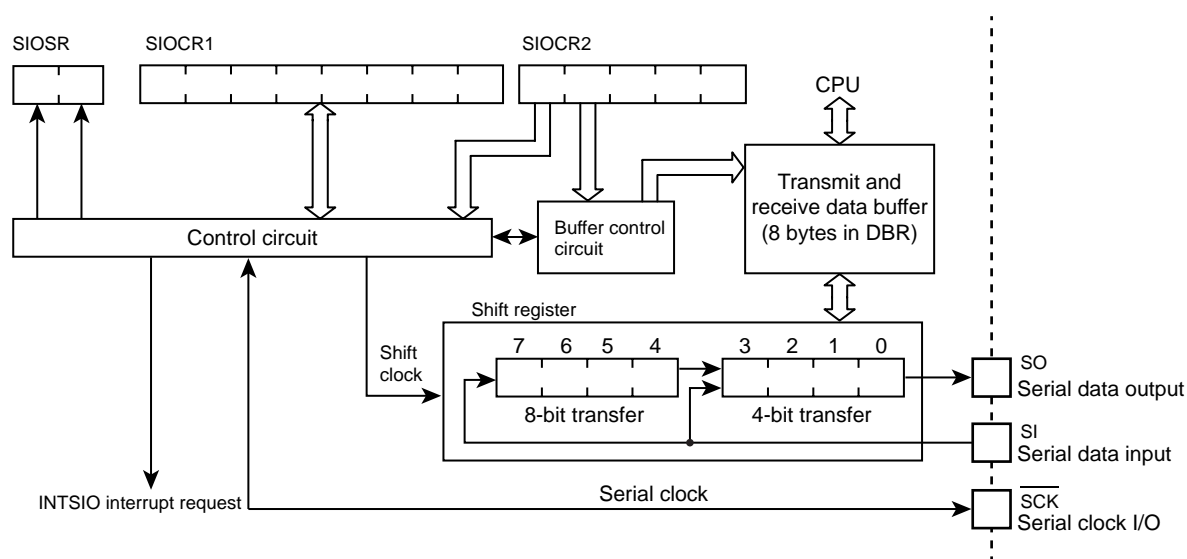 SIOSR
SIOCR1
SIOCR2
CPU
Transmit and
receive data buffer
(8 bytes in DBR)
Control circuit
Buffer control
circuit
Shift register
7 6 5 4 3 2 1 0
Shift
clock
8-bit transfer
4-bit transfer
SO
Serial data output
SI
Serial data input
INTSIO interrupt request
Serial clock
SCK
Serial clock I/O